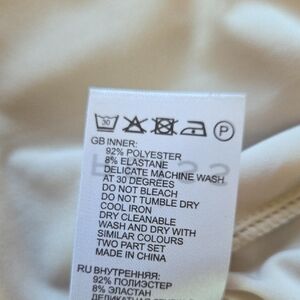 30
P
GB INNER:
92% POLYESTER
8% ELASTANE
DELICATE MACHINE WASH
AT 30 DEGREES
DO NOT BLEACH
DO NOT TUMBLE DRY
COOL IRON
DRY CLEANABLE
WASH AND DRY WITH
SIMILAR COLOURS
TWO PART SET
MADE IN CHINA
RU ВНУТРЕННЯЯ:
92% ПОЛИЭСТЕР
8% ЭЛАСТАН